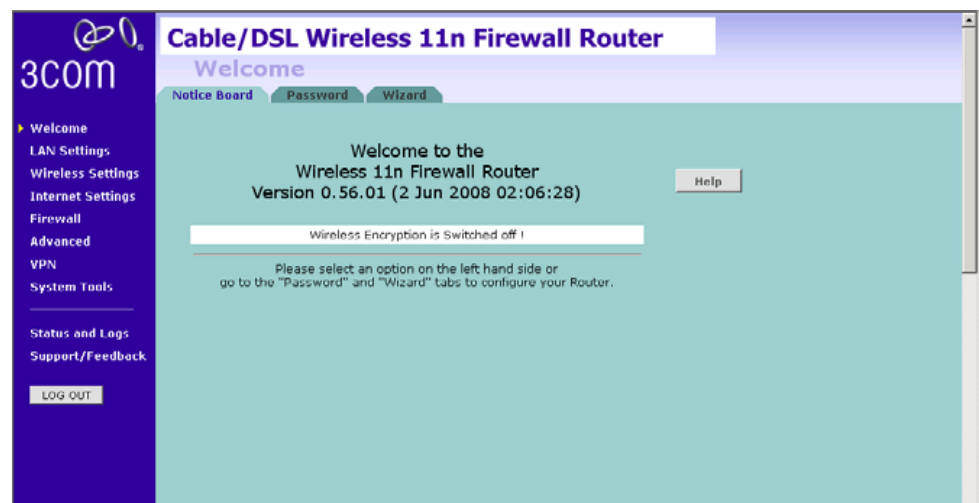 3COM
Cable/DSL Wireless 11n Firewall Router
Welcome
Notice Board
Password
Wizard
Welcome
LAN Settings
Wireless Settings
Internet Settings
Firewall
Advanced
VPN
System Tools
Status and Logs
Support/Feedback
LOG OUT
Welcome to the
Wireless 11n Firewall Router
Version 0.56.01 (2 Jun 2008 02:06:28)
Help
Wireless Encryption is Switched off !
Please select an option on the left hand side or
go to the "Password" and "Wizard" tabs to configure your Router.